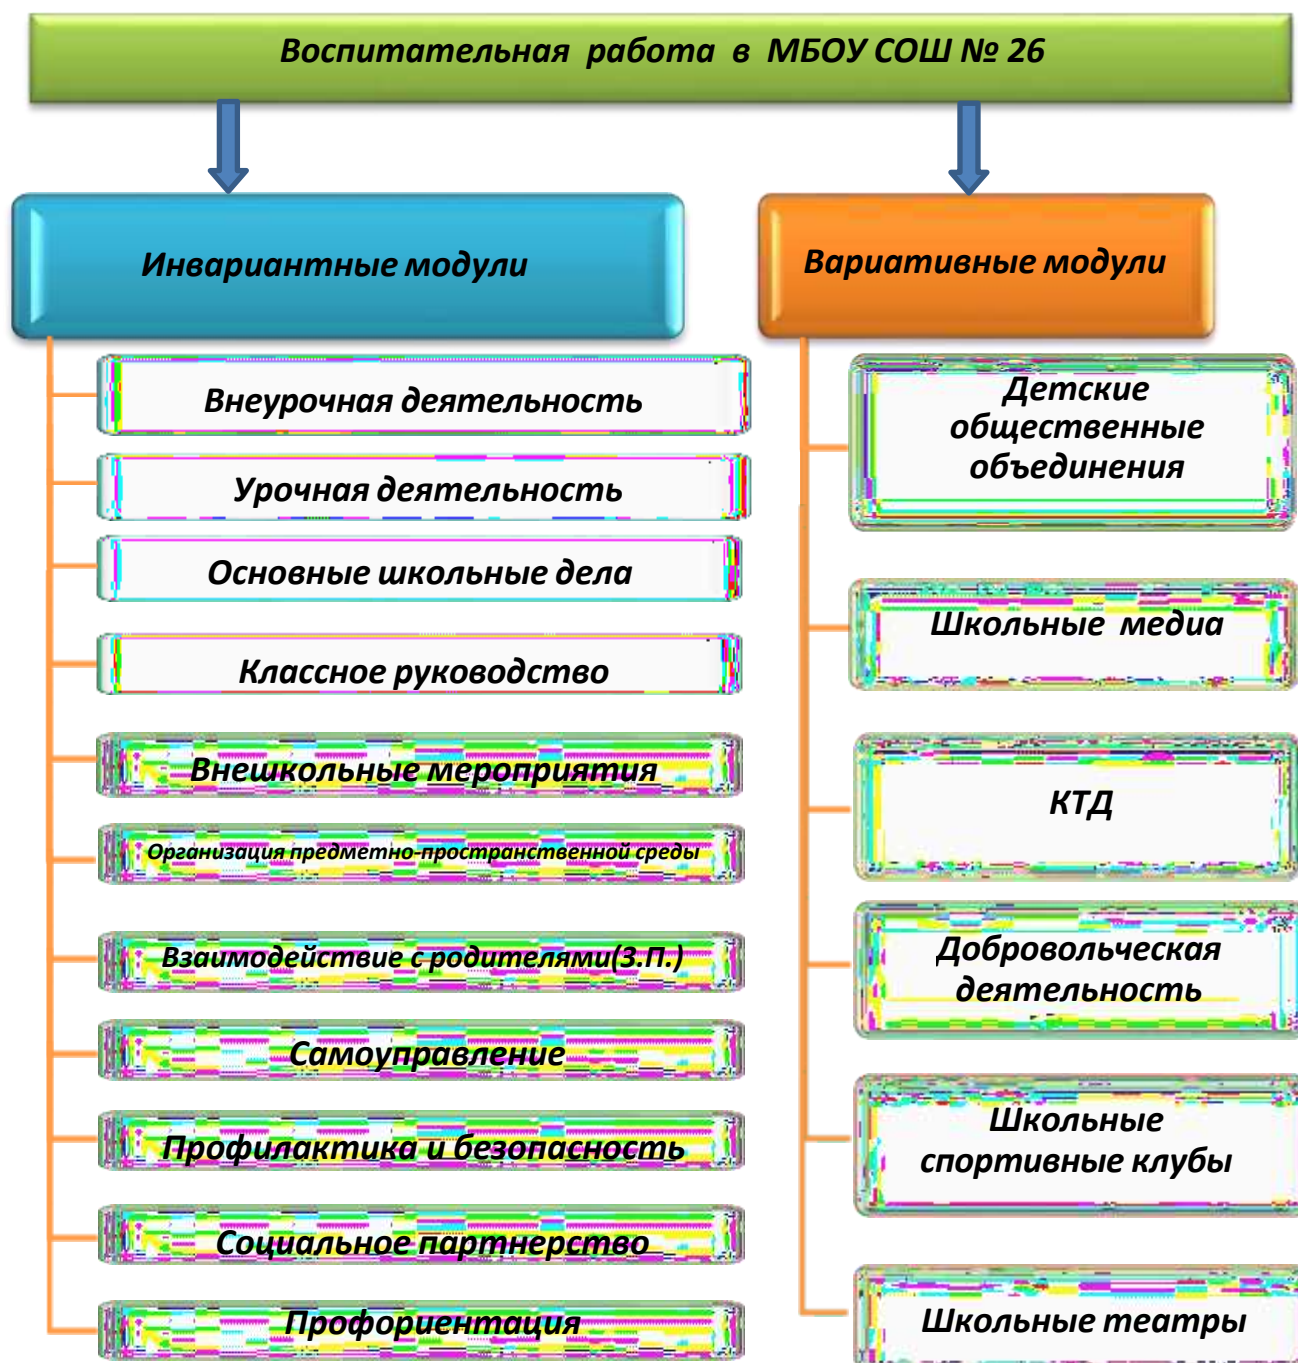 Воспитательная работа в МБОУ СОШ № 26
Инвариантные модули
Внеурочная деятельность
Урочная деятельность
Основные школьные дела
Классное руководство
Внешкольные мероприятия
Организация предметно-пространственной среды
Взаимодействие с родителями(З.П.)
Самоуправление
Профилактика и безопасность
Социальное партнерство
Профориентация
Вариативные модули
Детские
общественные
объединения
Школьные медиа
КТД
Добровольческая
деятельность
Школьные
спортивные клубы
Школьные театры